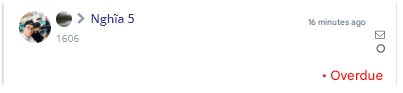 Nghĩa 5
16 minutes ago
1606
• Overdue